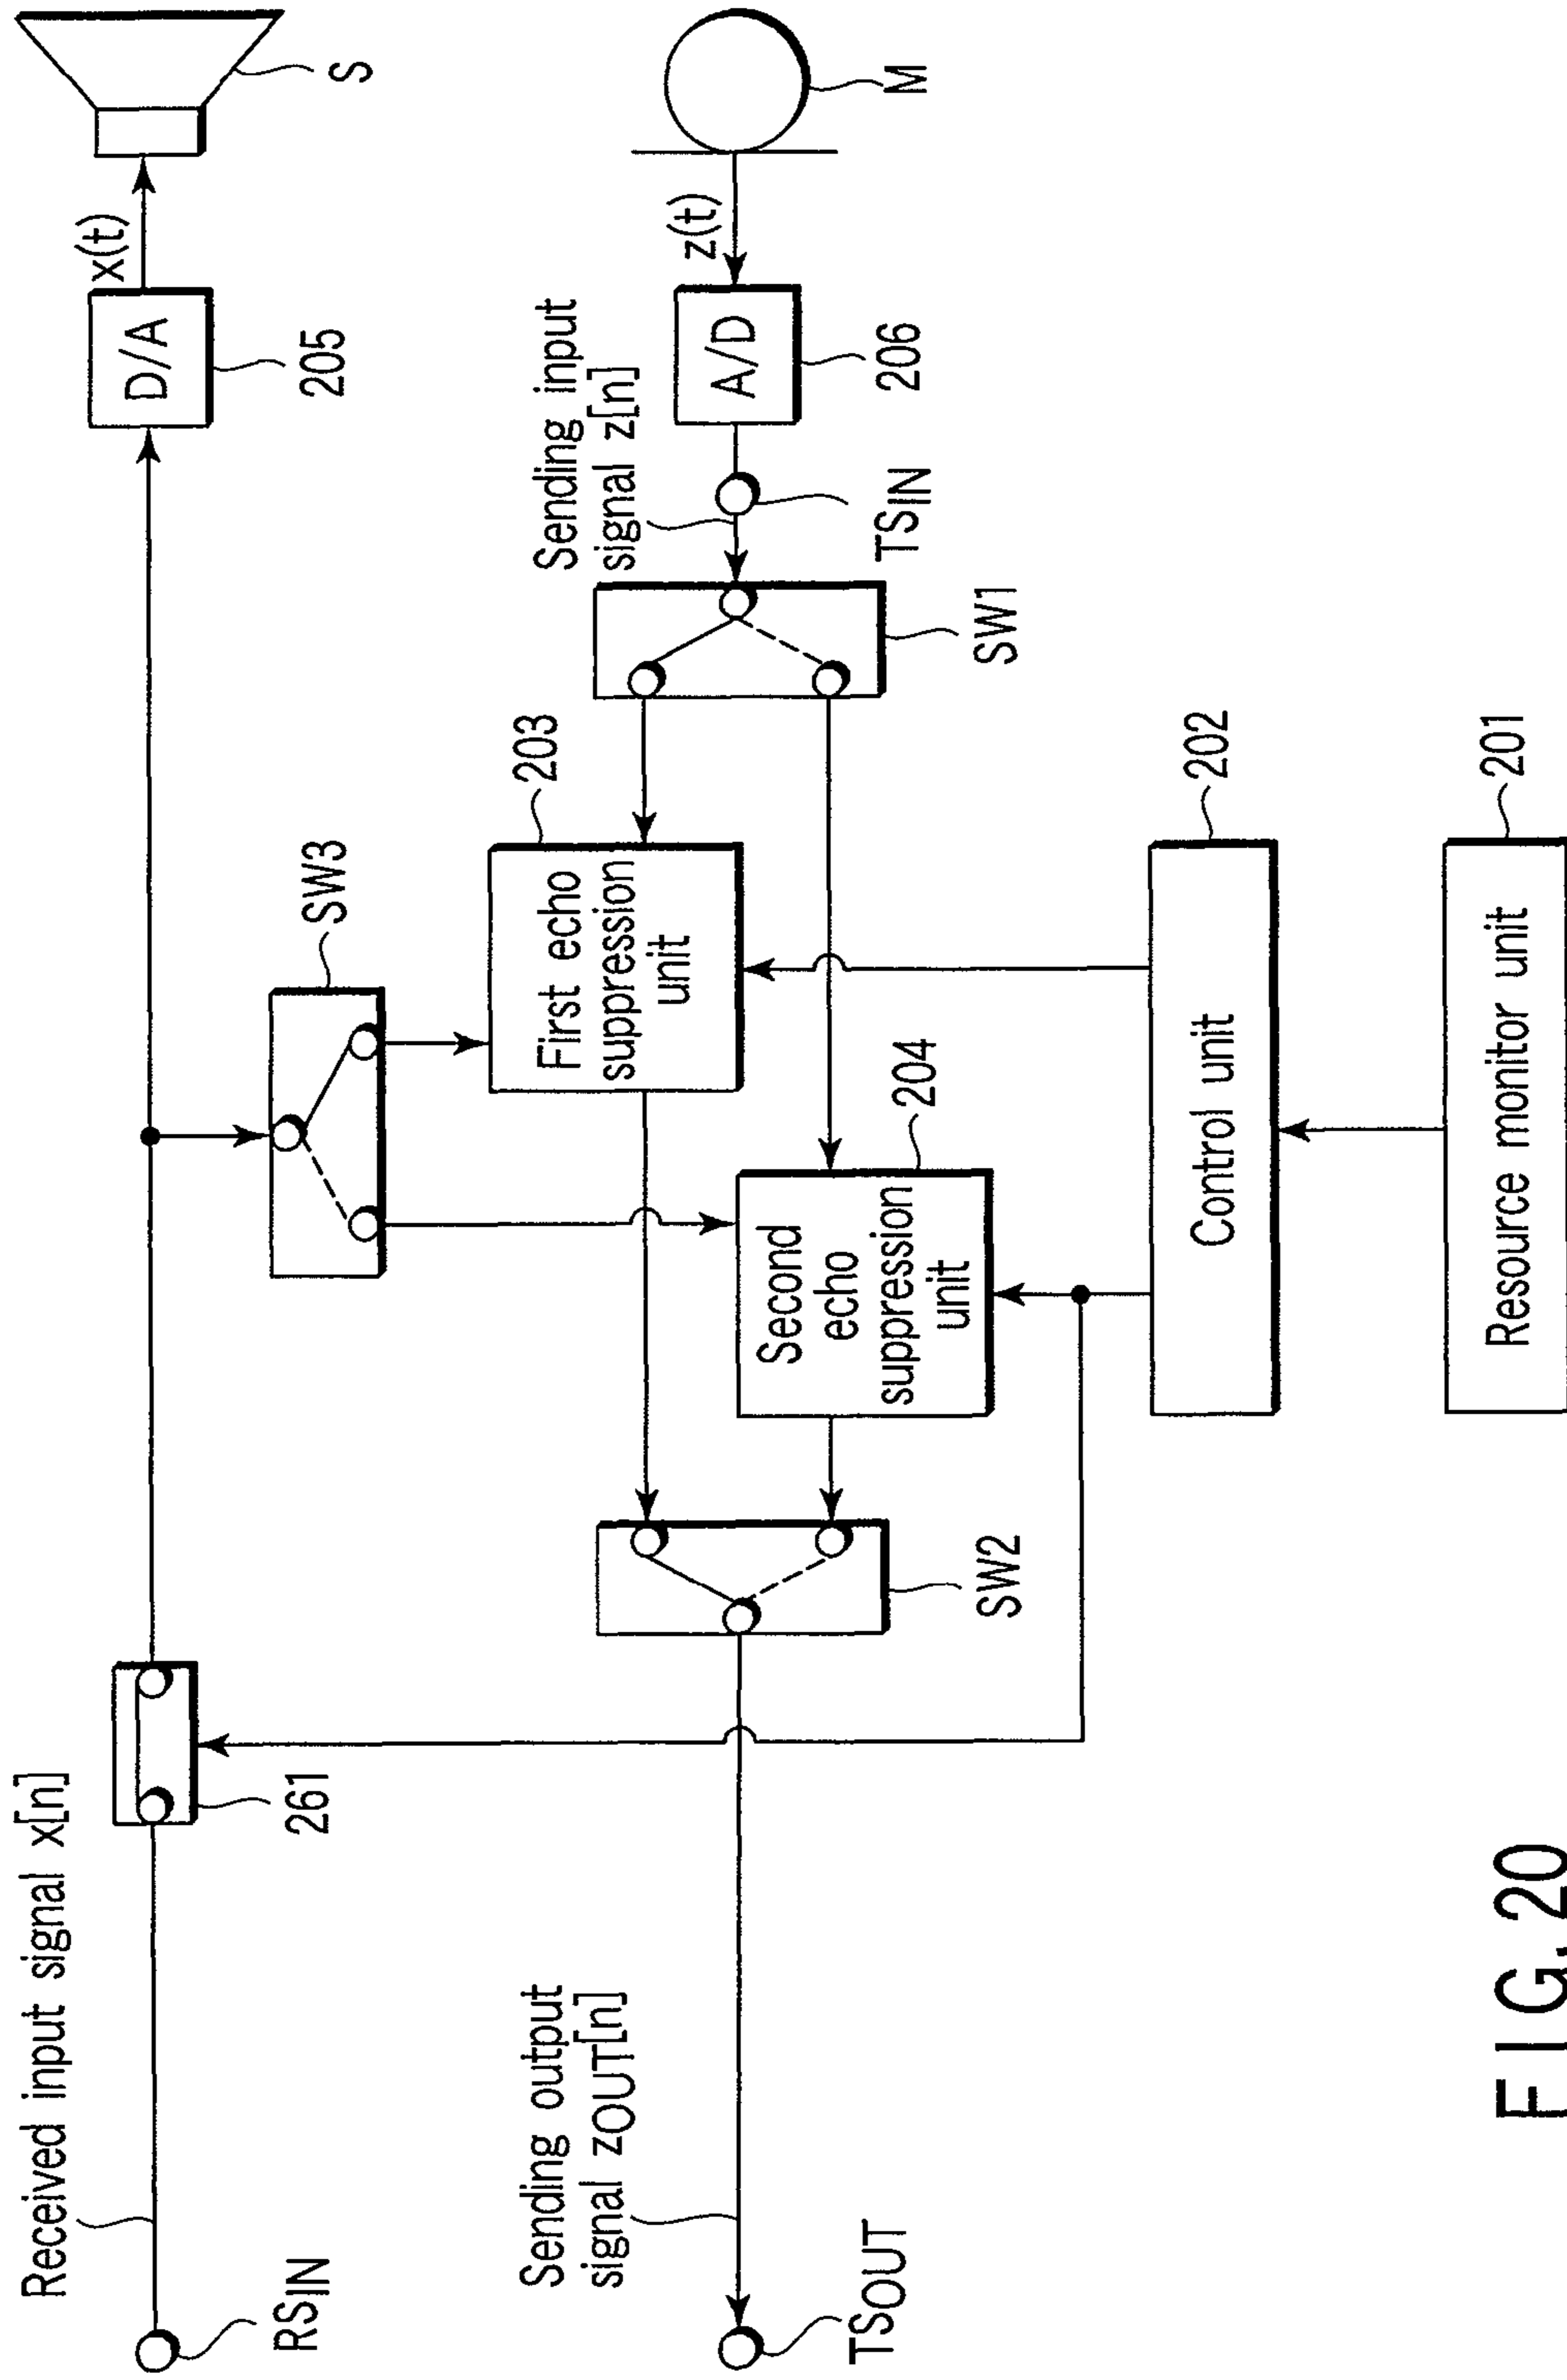 Received input signal x[n]
RSIN
261
SW3
D/A
x(t)
205
S
Sending output
signal zOUT[n]
TSOUT
SW2
First echo
suppression
unit
203
Second
echo
suppression
unit
204
SW1
Sending input
signal z[n]
TSIN
A/D
206
z(t)
M
Control unit
202
Resource monitor unit
201
FIG. 20